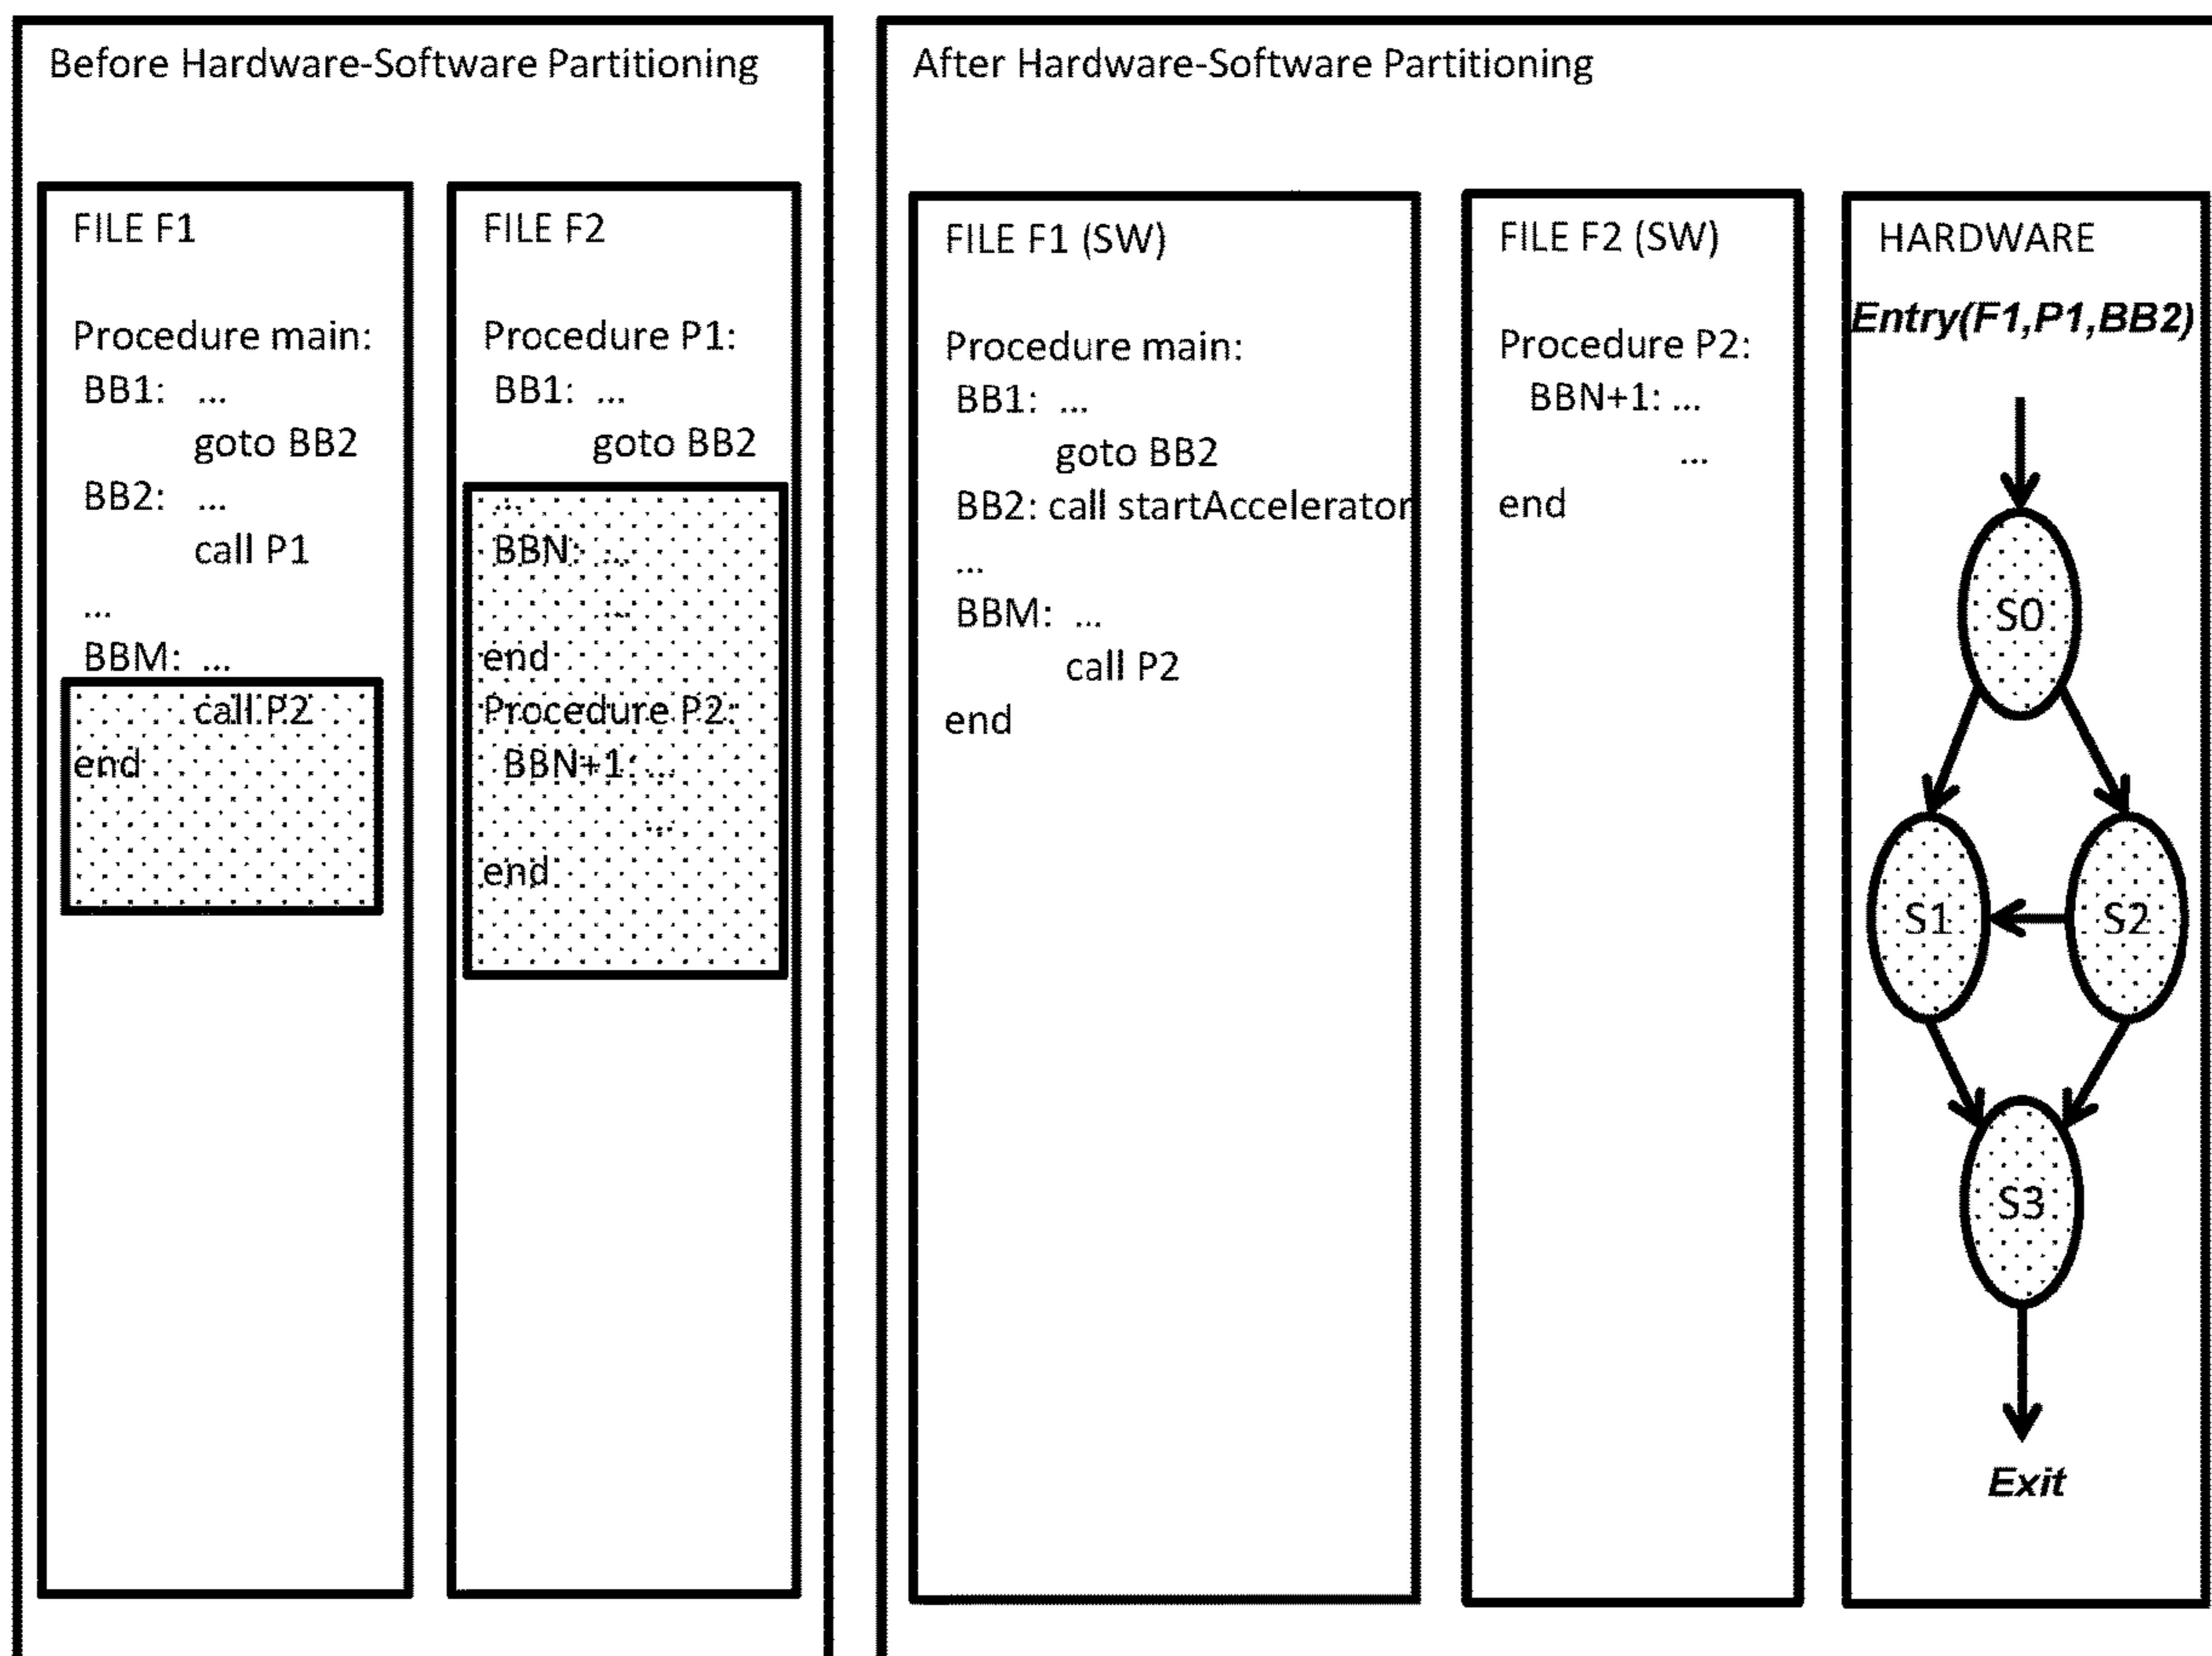 Before Hardware-Software Partitioning
FILE F1
Procedure main:
BB1: ...
goto BB2
BB2: ...
call P1
...
BBM: ...
call P2
end
FILE F2
Procedure P1:
BB1: ...
goto BB2
...
BBN: ...
...
end
Procedure P2:
BBN+1: ...
...
end
After Hardware-Software Partitioning
FILE F1 (SW)
Procedure main:
BB1: ...
goto BB2
BB2: call startAccelerator
...
BBM: ...
call P2
end
FILE F2 (SW)
Procedure P2:
BBN+1: ...
...
end
HARDWARE
Entry(F1,P1,BB2)
S0
S1
S2
S3
Exit